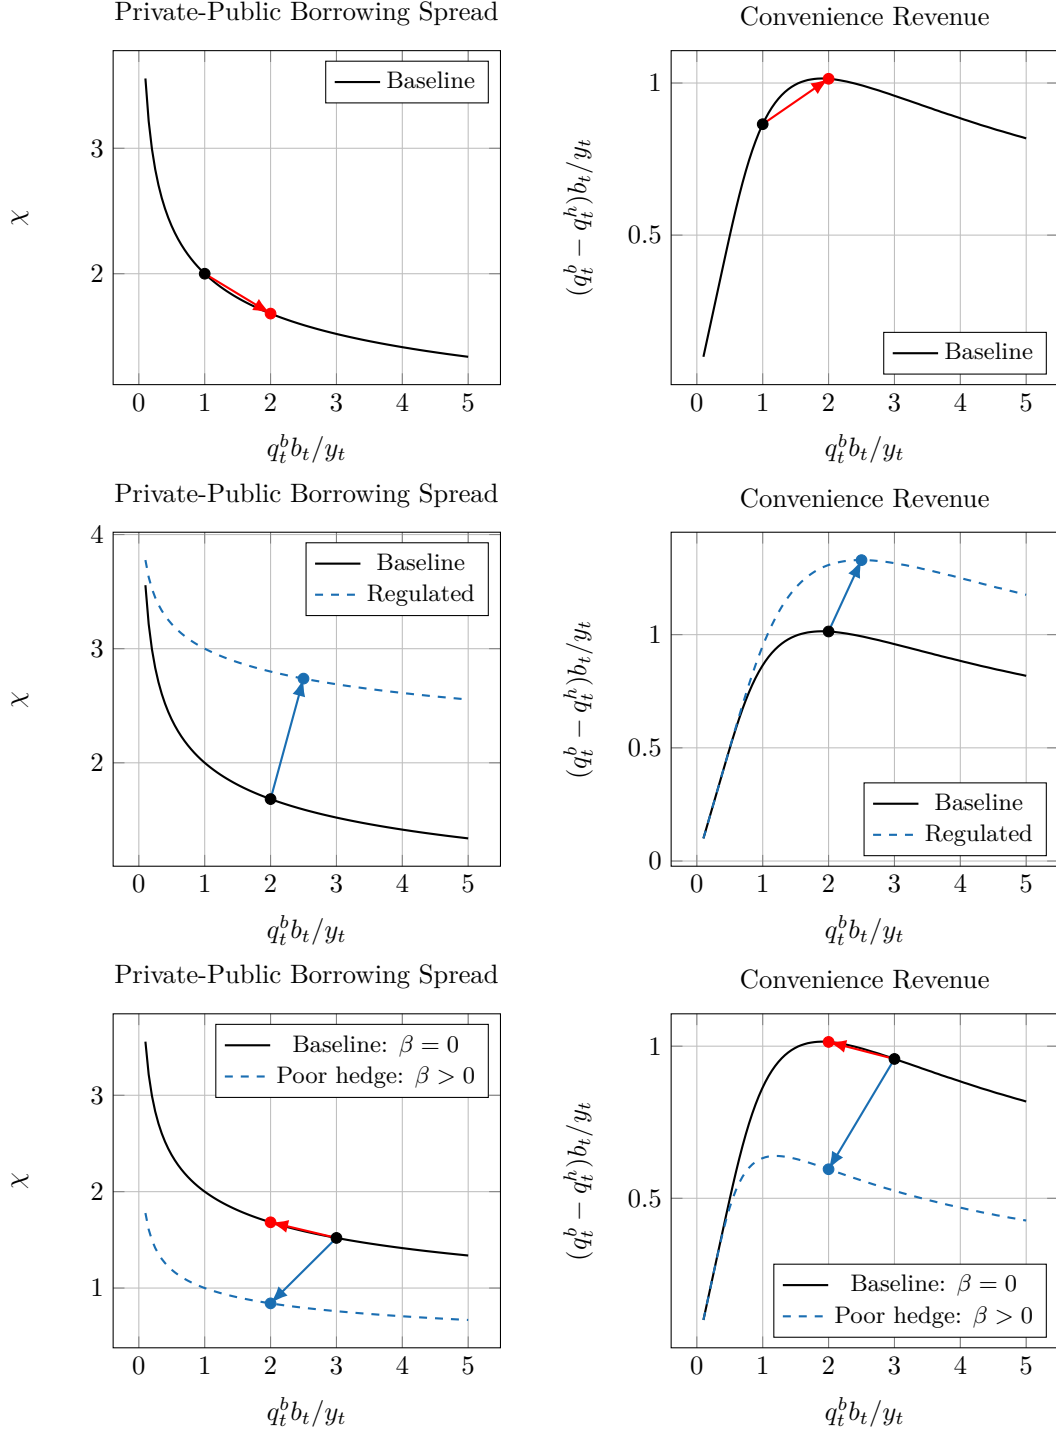 Private-Public Borrowing Spread
Baseline
χ
3
2
0 1 2 3 4 5
q_t^b b_t/y_t
Convenience Revenue
(q_t^b − q_t^h)b_t/y_t
1
0.5
Baseline
0 1 2 3 4 5
q_t^b b_t/y_t
Private-Public Borrowing Spread
4
3
2
χ
Baseline
Regulated
0 1 2 3 4 5
q_t^b b_t/y_t
Convenience Revenue
(q_t^b − q_t^h)b_t/y_t
1
0.5
0
Baseline
Regulated
0 1 2 3 4 5
q_t^b b_t/y_t
Private-Public Borrowing Spread
Baseline: β = 0
Poor hedge: β > 0
χ
3
2
1
0 1 2 3 4 5
q_t^b b_t/y_t
Convenience Revenue
(q_t^b − q_t^h)b_t/y_t
1
0.5
Baseline: β = 0
Poor hedge: β > 0
0 1 2 3 4 5
q_t^b b_t/y_t